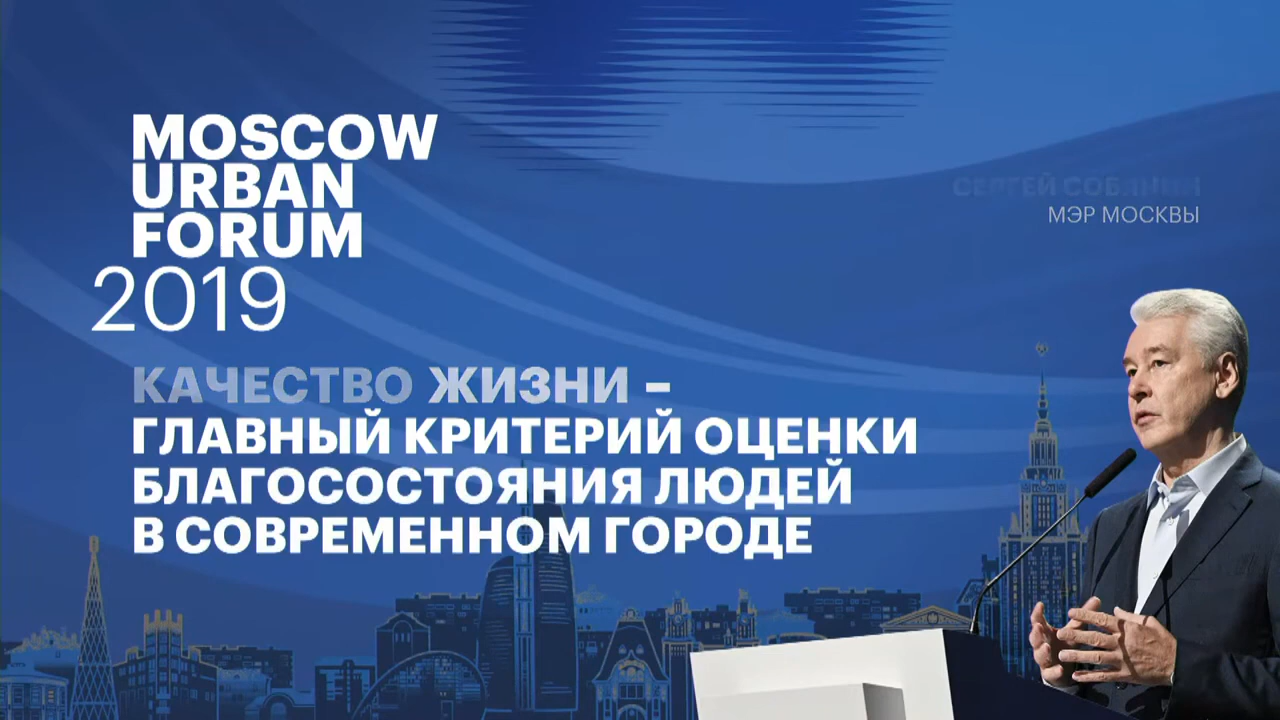 MOSCOW
URBAN
FORUM
2019
СЕРГЕЙ СОБЯНИН
МЭР МОСКВЫ
КАЧЕСТВО ЖИЗНИ –
ГЛАВНЫЙ КРИТЕРИЙ ОЦЕНКИ
БЛАГОСОСТОЯНИЯ ЛЮДЕЙ
В СОВРЕМЕННОМ ГОРОДЕ